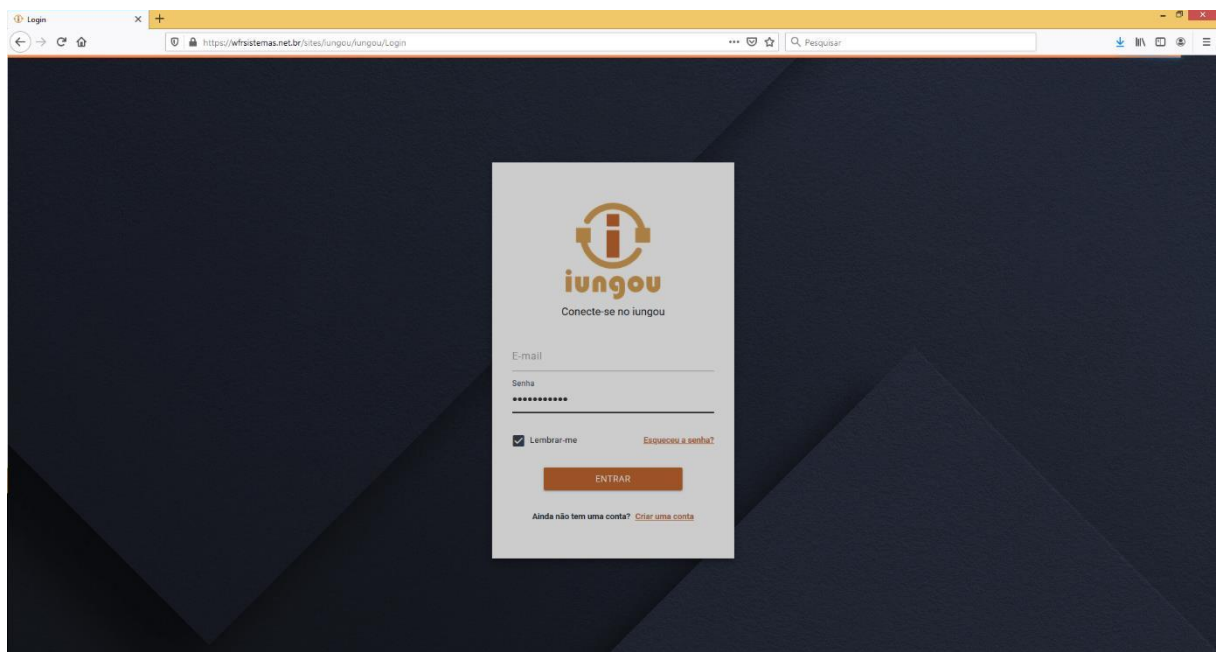 Login
https://wfrsistemas.net.br/sites/iungou/iungou/Login
Pesquisar
iungou
Conecte-se no iungou
E-mail
Senha
•••••••••••
Lembrar-me
Esqueceu a senha?
ENTRAR
Ainda não tem uma conta? Criar uma conta